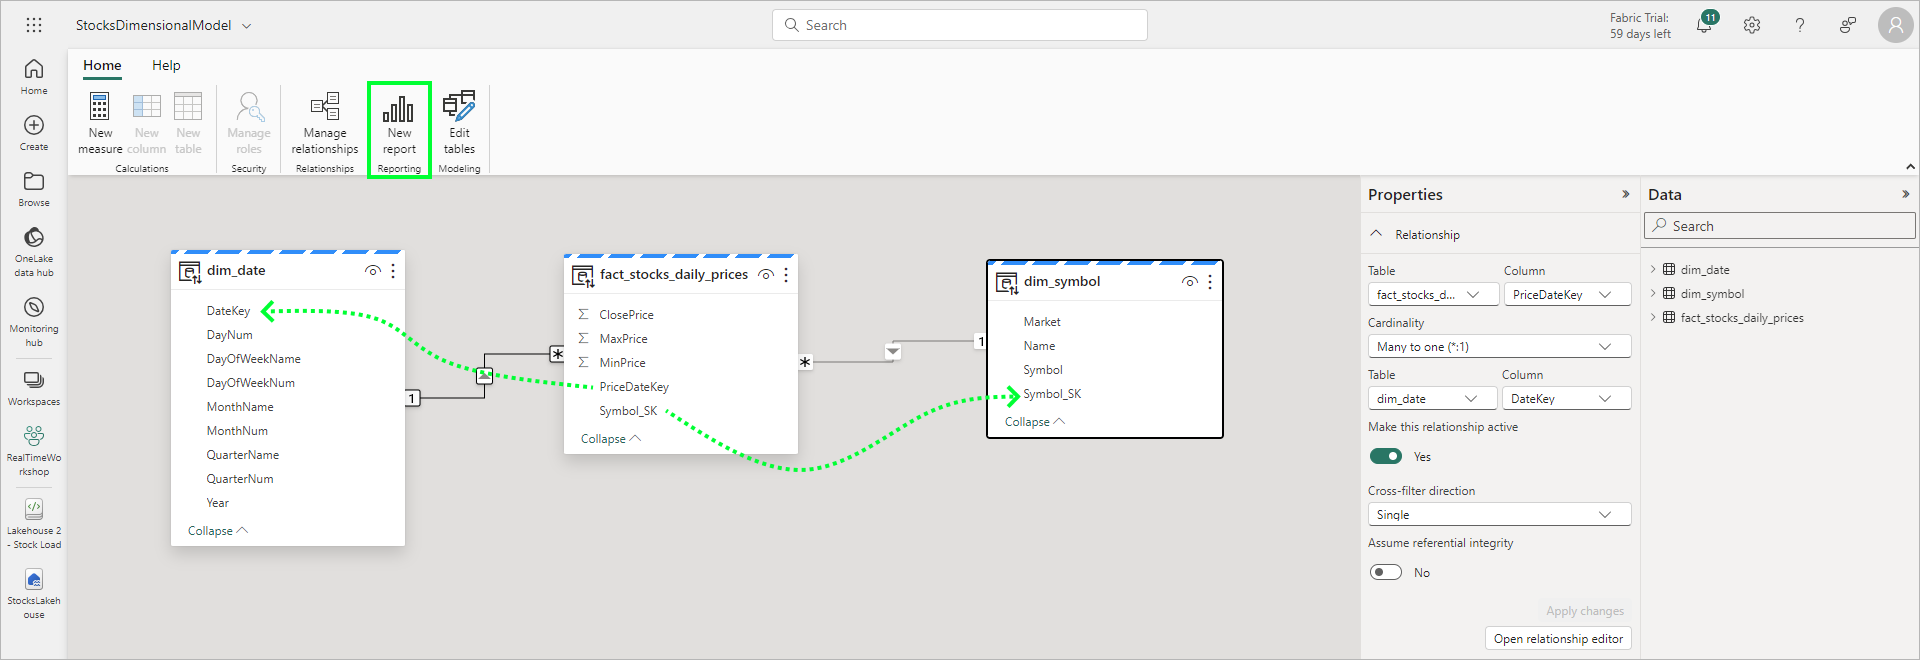 StocksDimensionalModel
Search
Fabric Trial:
59 days left
11
Home
Create
Browse
OneLake
data hub
Monitoring
hub
Workspaces
RealTimeWo
rkshop
Lakehouse 2
- Stock Load
StocksLakeh
ouse
Home
Help
New
measure
New
column
New
table
Calculations
Manage
roles
Security
Manage
relationships
Relationships
New
report
Reporting
Edit
tables
Modeling
dim_date
DateKey
DayNum
DayOfWeekName
DayOfWeekNum
MonthName
MonthNum
QuarterName
QuarterNum
Year
Collapse
1
*
fact_stocks_daily_prices
ClosePrice
MaxPrice
MinPrice
PriceDateKey
Symbol_SK
Collapse
*
1
dim_symbol
Market
Name
Symbol
Symbol_SK
Collapse
Properties
Relationship
Table
Column
fact_stocks_d...
PriceDateKey
Cardinality
Many to one (*:1)
Table
Column
dim_date
DateKey
Make this relationship active
Yes
Cross-filter direction
Single
Assume referential integrity
No
Apply changes
Open relationship editor
Data
Search
dim_date
dim_symbol
fact_stocks_daily_prices